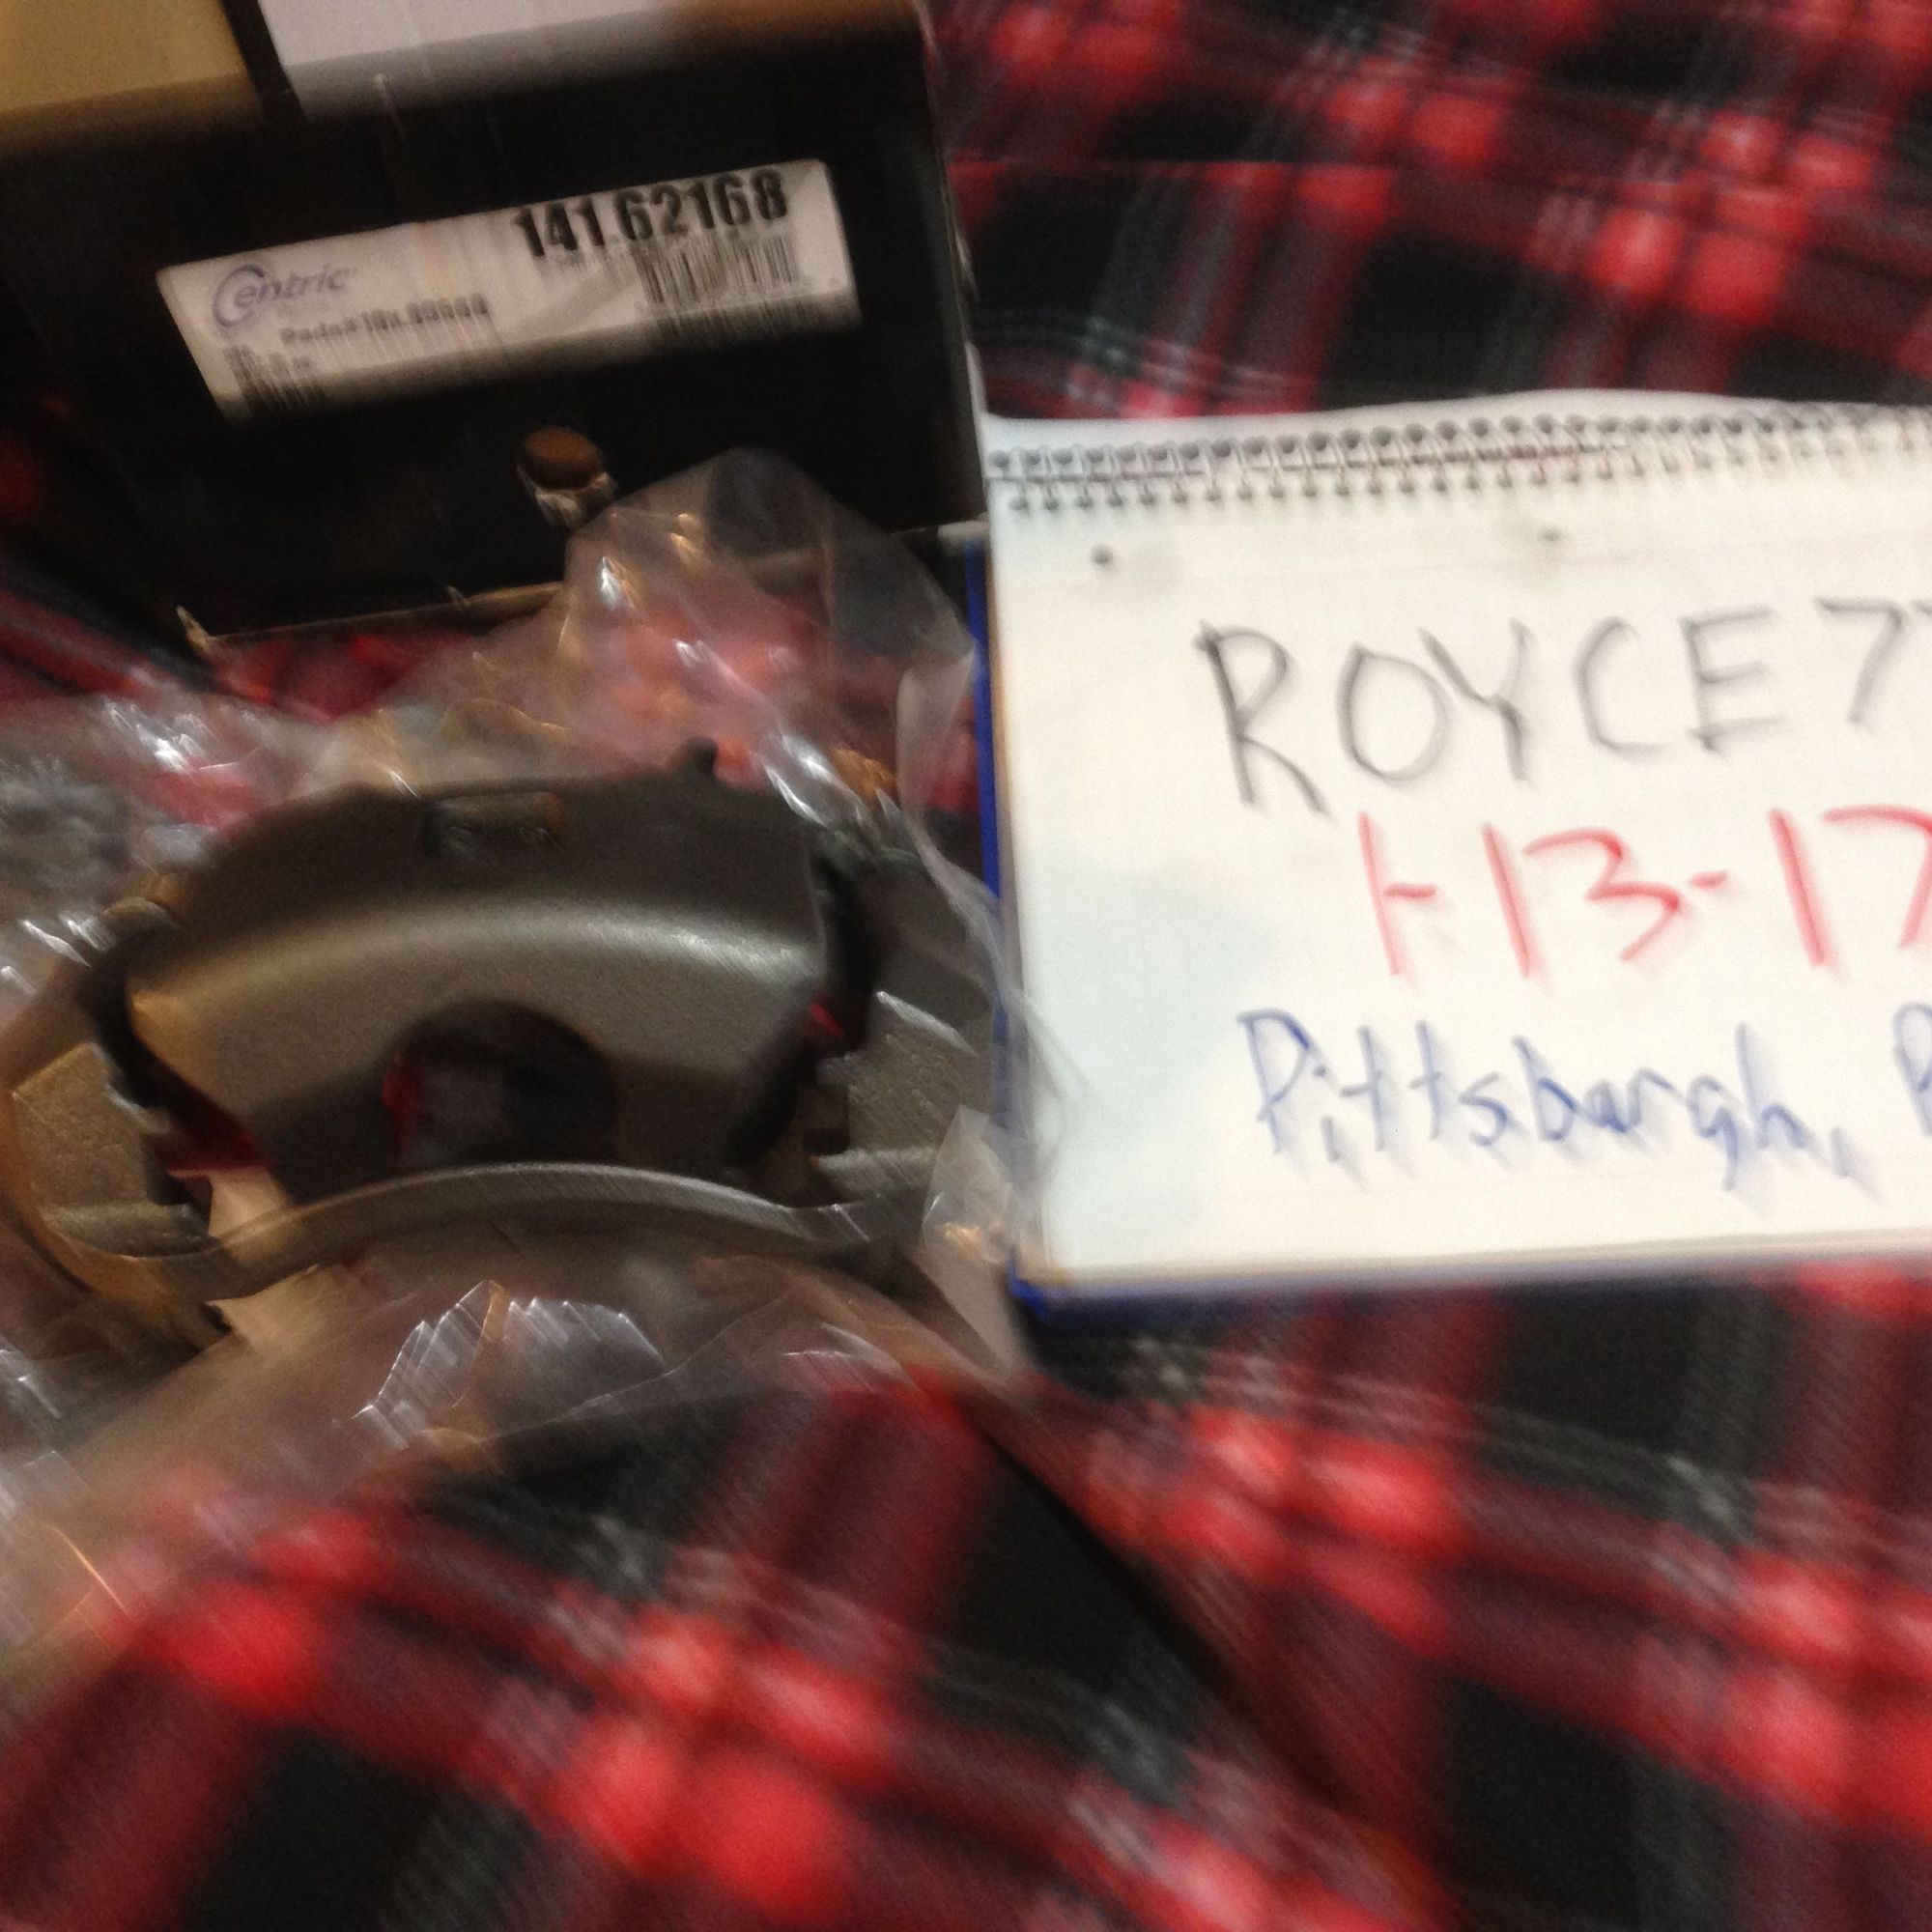 141.62168
Centric
ROYCE7
1-13-17
Pittsburgh,